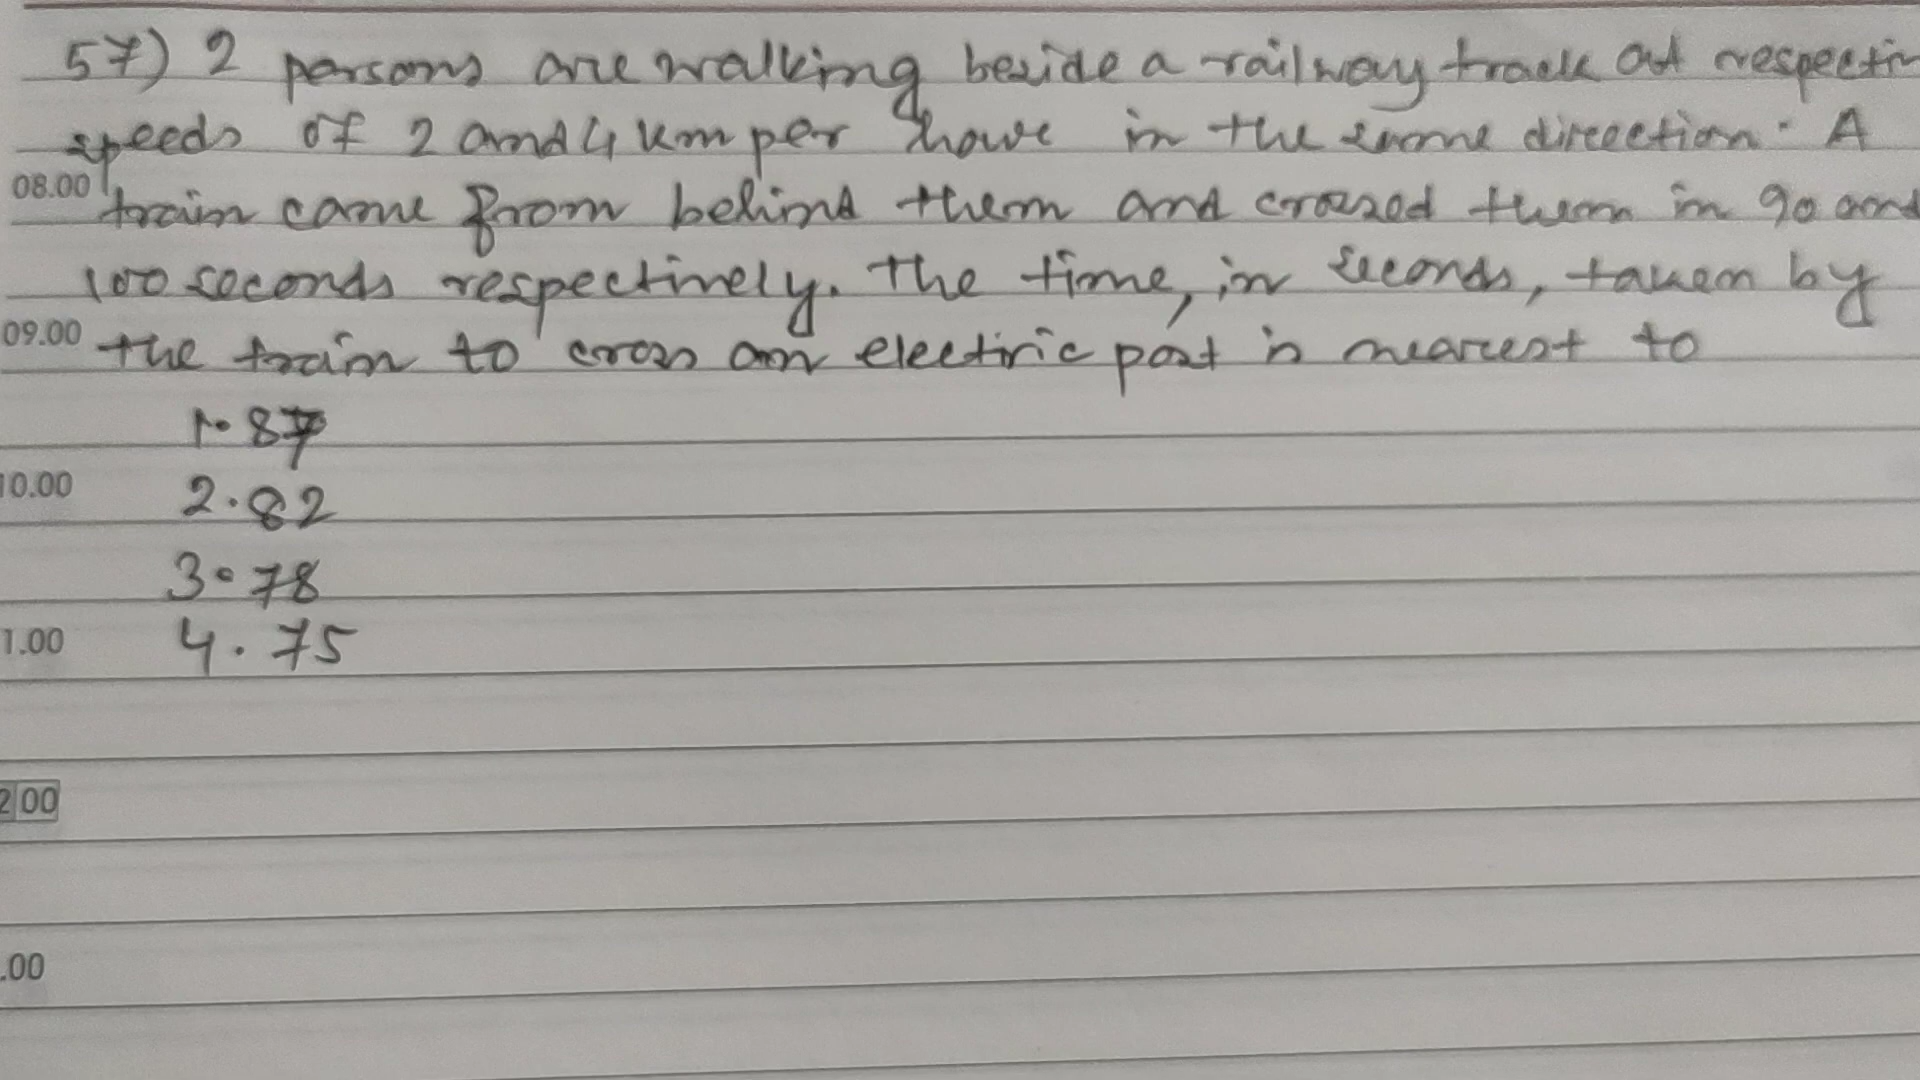 57) 2 persons are walking beside a railway track at respectiv
speeds of 2 and 4 km per houre in the same direection. A
08.00 train came from behind them and crossed them in 90 and
100 seconds respectively. The time, in seconds, taken by
09.00 the train to cross an electric post is nearest to
1. 87
10.00 2. 82
3. 78
1.00 4. 75
2 00
.00